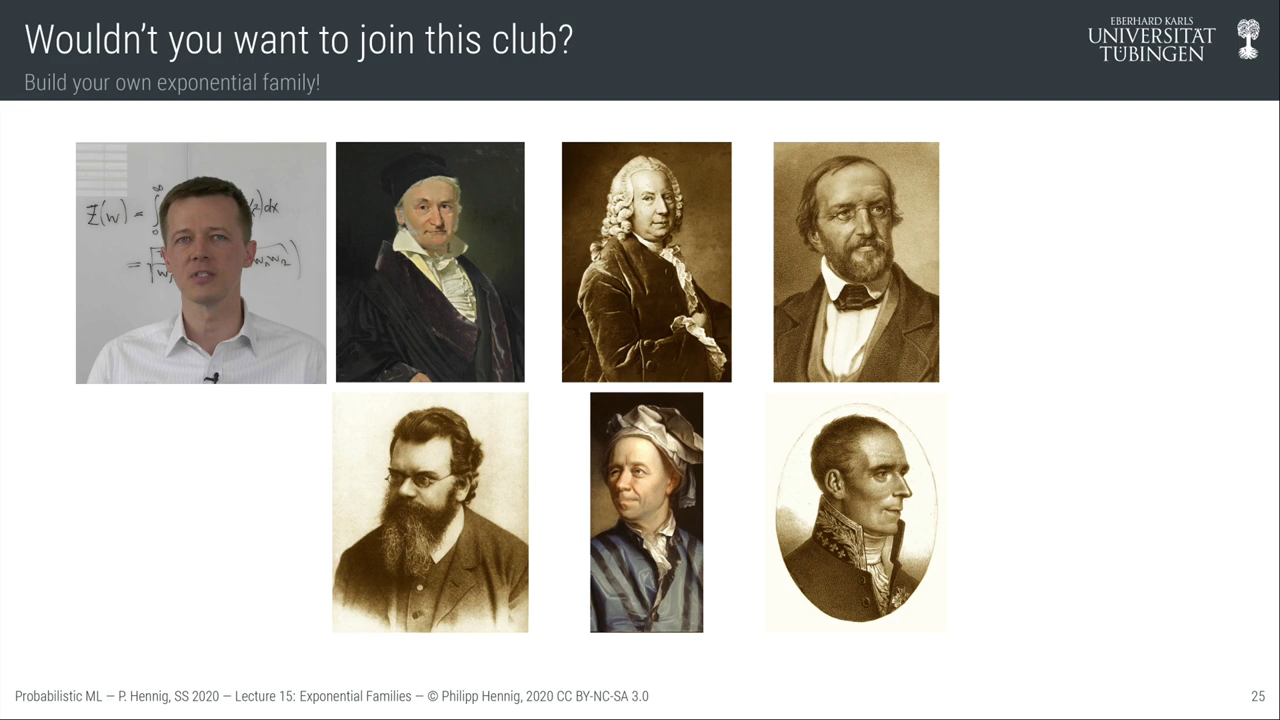 Wouldn't you want to join this club?
Build your own exponential family!
EBERHARD KARLS
UNIVERSITÄT
TÜBINGEN
Z(w) =
Probabilistic ML — P. Hennig, SS 2020 — Lecture 15: Exponential Families — © Philipp Hennig, 2020 CC BY-NC-SA 3.0
25